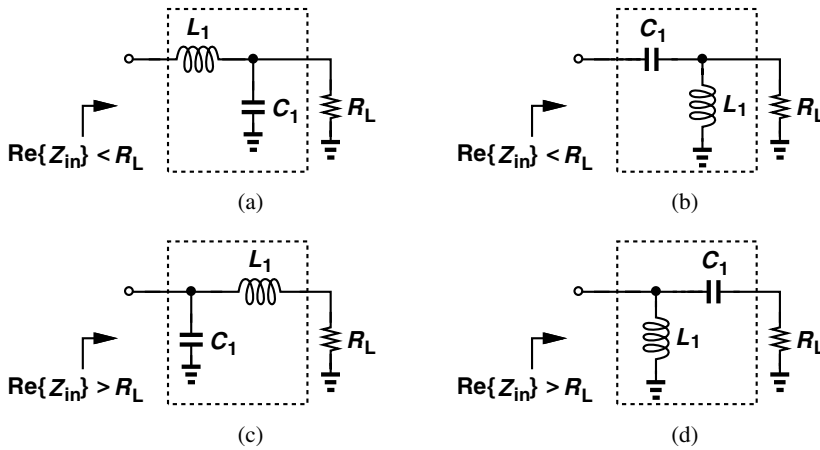 L1
C1
RL
Re{Zin} < RL
(a)
C1
L1
RL
Re{Zin} < RL
(b)
L1
C1
RL
Re{Zin} > RL
(c)
C1
L1
RL
Re{Zin} > RL
(d)